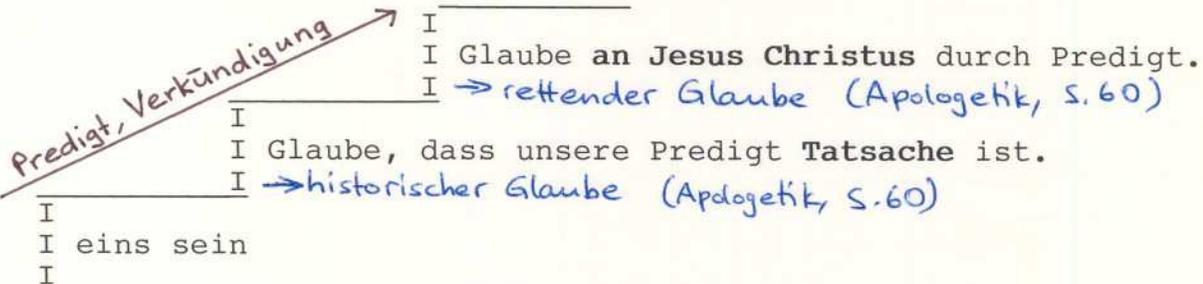 Predigt, Verkündigung
I
I Glaube an Jesus Christus durch Predigt.
I → rettender Glaube (Apologetik, S.60)
I
I Glaube, dass unsere Predigt Tatsache ist.
I → historischer Glaube (Apologetik, S.60)
I
I eins sein
I